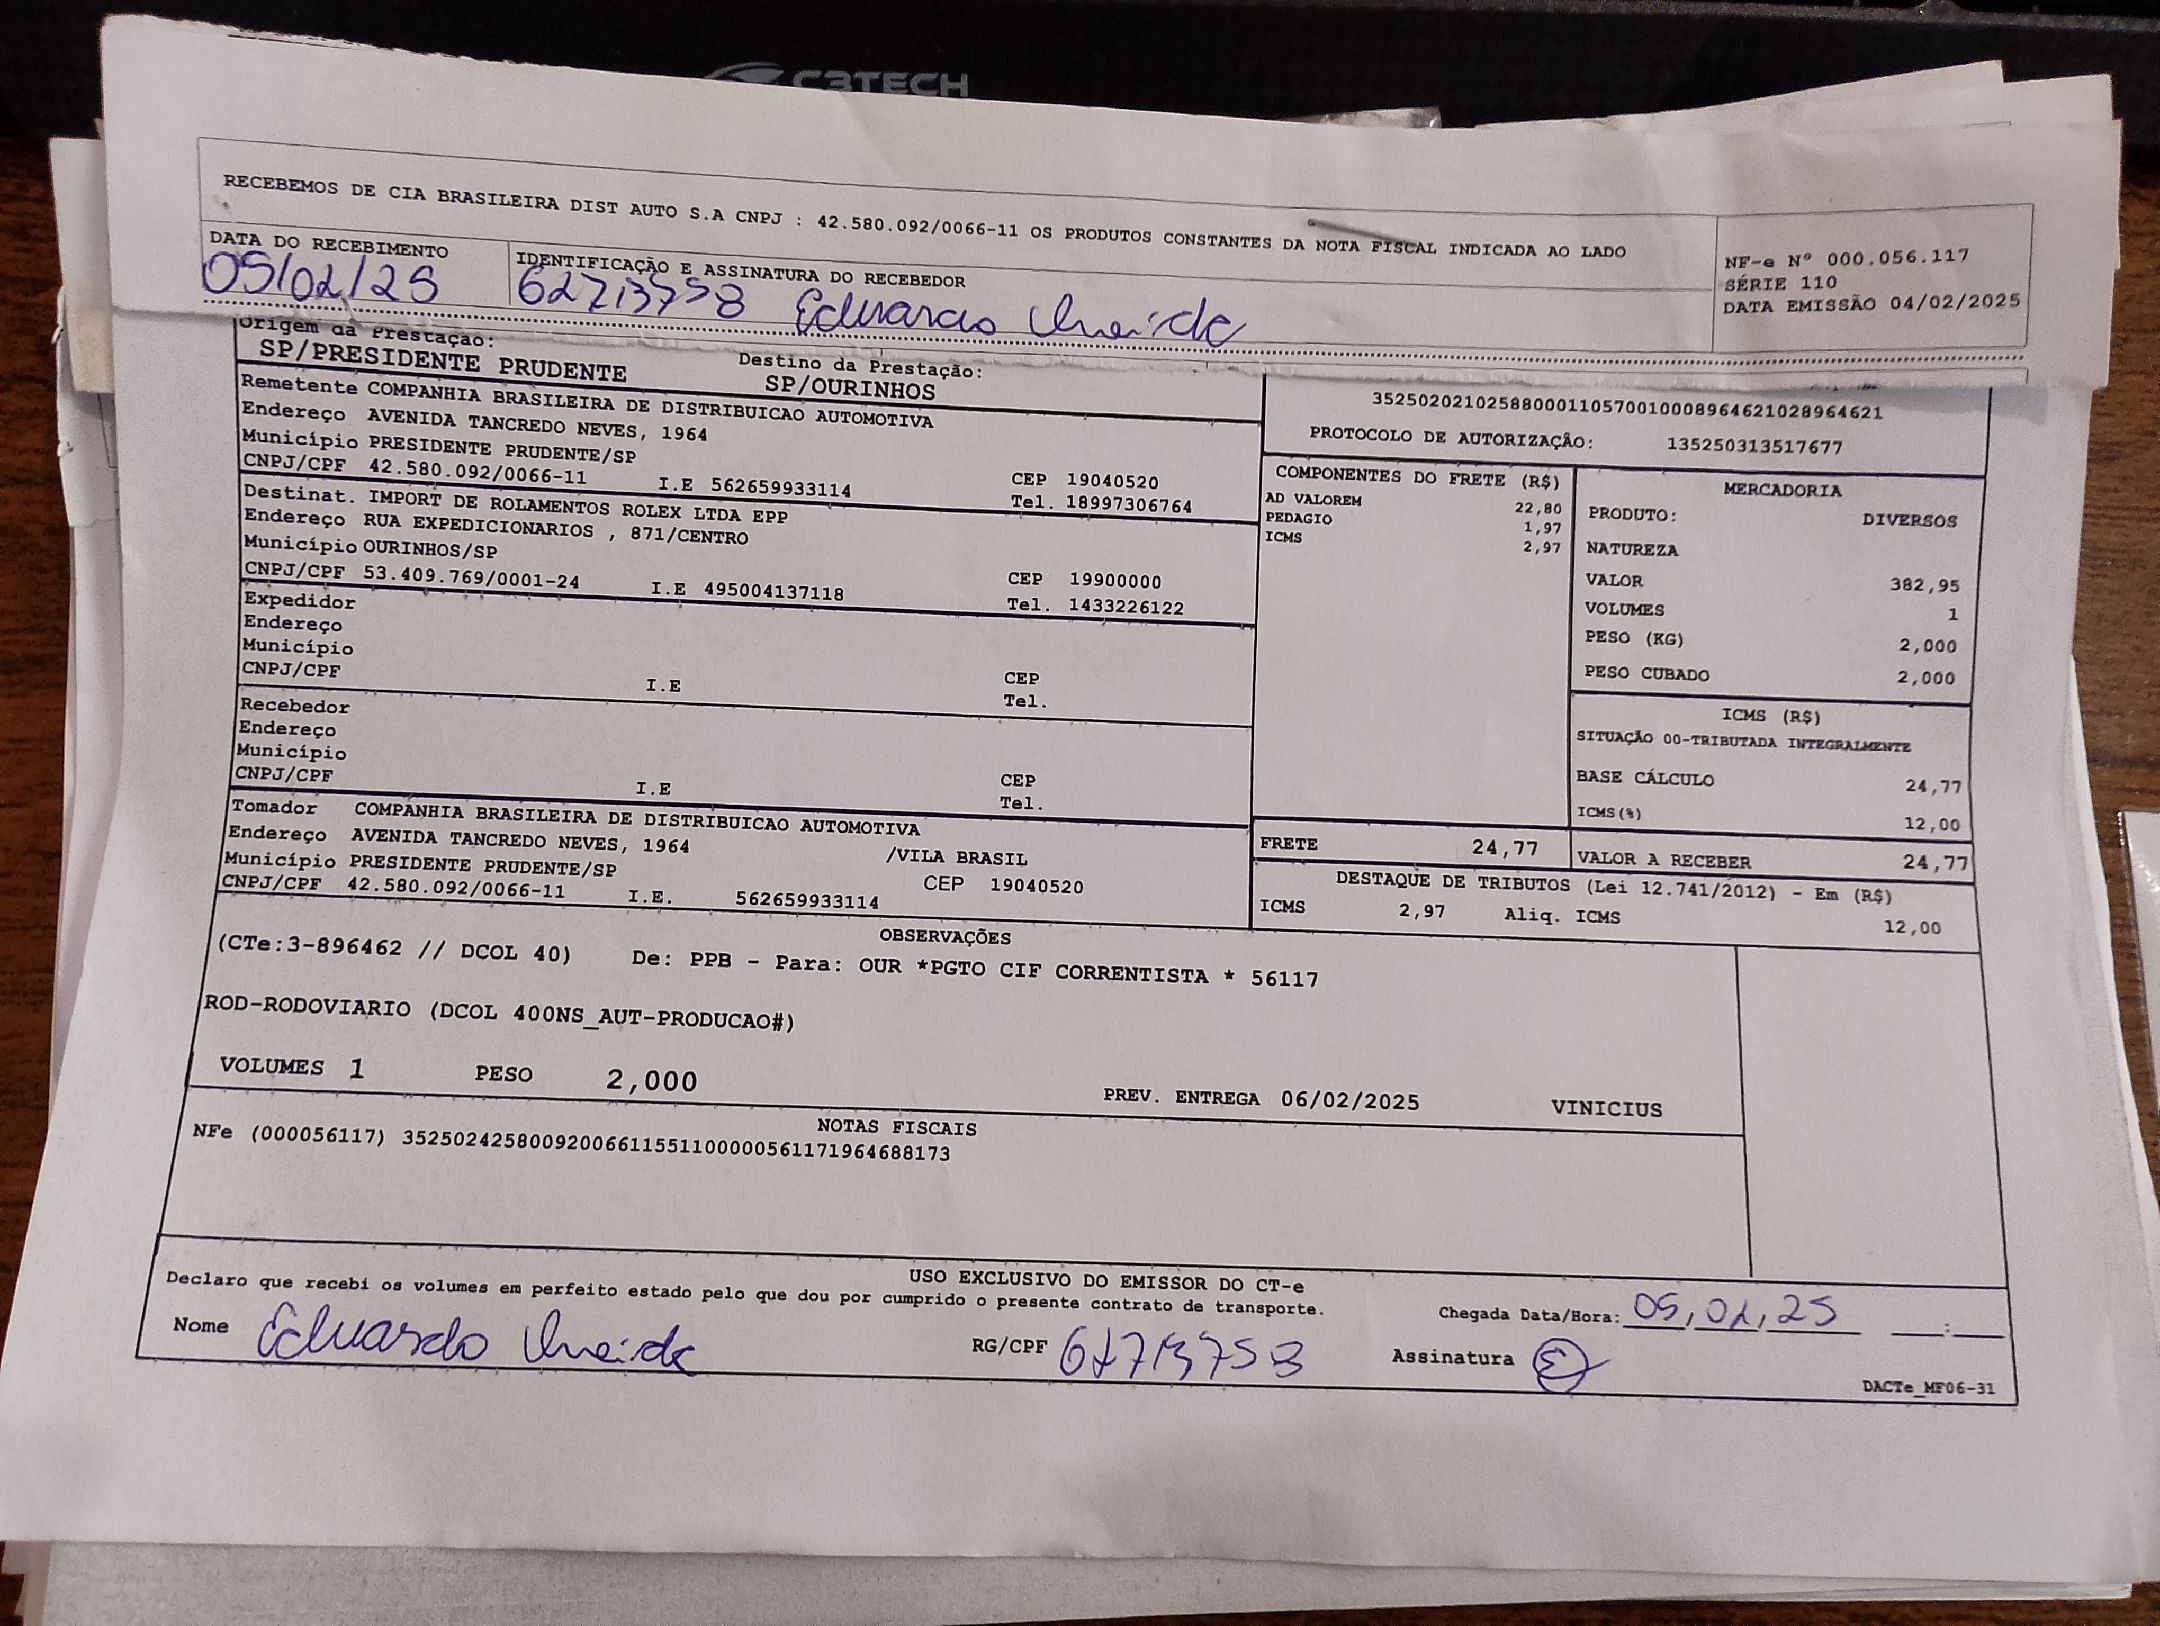 C3TECH
RECEBEMOS DE CIA BRASILEIRA DIST AUTO S.A CNPJ : 42.580.092/0066-11 OS PRODUTOS CONSTANTES DA NOTA FISCAL INDICADA AO LADO
NF-e Nº 000.056.117
SÉRIE 110
DATA EMISSÃO 04/02/2025
DATA DO RECEBIMENTO
05/02/25
IDENTIFICAÇÃO E ASSINATURA DO RECEBEDOR
62713758 Eduardo
Origem da Prestação:
SP/PRESIDENTE PRUDENTE
Destino da Prestação:
SP/OURINHOS
Remetente COMPANHIA BRASILEIRA DE DISTRIBUICAO AUTOMOTIVA
Endereço AVENIDA TANCREDO NEVES, 1964
Município PRESIDENTE PRUDENTE/SP CEP 19040520
CNPJ/CPF 42.580.092/0066-11 I.E 562659933114 Tel. 18997306764
Destinat. IMPORT DE ROLAMENTOS ROLEX LTDA EPP
Endereço RUA EXPEDICIONARIOS , 871/CENTRO
Município OURINHOS/SP CEP 19900000
CNPJ/CPF 53.409.769/0001-24 I.E 495004137118 Tel. 1433226122
Expedidor
Endereço
Município CEP
CNPJ/CPF I.E Tel.
Recebedor
Endereço
Município CEP
CNPJ/CPF I.E Tel.
Tomador COMPANHIA BRASILEIRA DE DISTRIBUICAO AUTOMOTIVA
Endereço AVENIDA TANCREDO NEVES, 1964 /VILA BRASIL
Município PRESIDENTE PRUDENTE/SP CEP 19040520
CNPJ/CPF 42.580.092/0066-11 I.E. 562659933114
35250202102588000110570010008964621028964621
PROTOCOLO DE AUTORIZAÇÃO: 135250313517677
COMPONENTES DO FRETE (R$)
AD VALOREM 22,80
PEDAGIO 1,97
ICMS 2,97
MERCADORIA
PRODUTO: DIVERSOS
NATUREZA
VALOR 382,95
VOLUMES 1
PESO (KG) 2,000
PESO CUBADO 2,000
ICMS (R$)
SITUAÇÃO 00-TRIBUTADA INTEGRALMENTE
BASE CÁLCULO 24,77
ICMS(%) 12,00
FRETE 24,77 VALOR A RECEBER 24,77
DESTAQUE DE TRIBUTOS (Lei 12.741/2012) - Em (R$)
ICMS 2,97 Aliq. ICMS 12,00
OBSERVAÇÕES
(CTe:3-896462 // DCOL 40) De: PPB - Para: OUR *PGTO CIF CORRENTISTA * 56117
ROD-RODOVIARIO (DCOL 400NS_AUT-PRODUCAO#)
VOLUMES 1 PESO 2,000 PREV. ENTREGA 06/02/2025 VINICIUS
NOTAS FISCAIS
NFe (000056117) 35250242580092006611551100000561171964688173
USO EXCLUSIVO DO EMISSOR DO CT-e
Declaro que recebi os volumes em perfeito estado pelo que dou por cumprido o presente contrato de transporte.
Chegada Data/Hora: 05,02,25 __:__
Nome Eduardo RG/CPF 62713758 Assinatura
DACTe_MF06-31